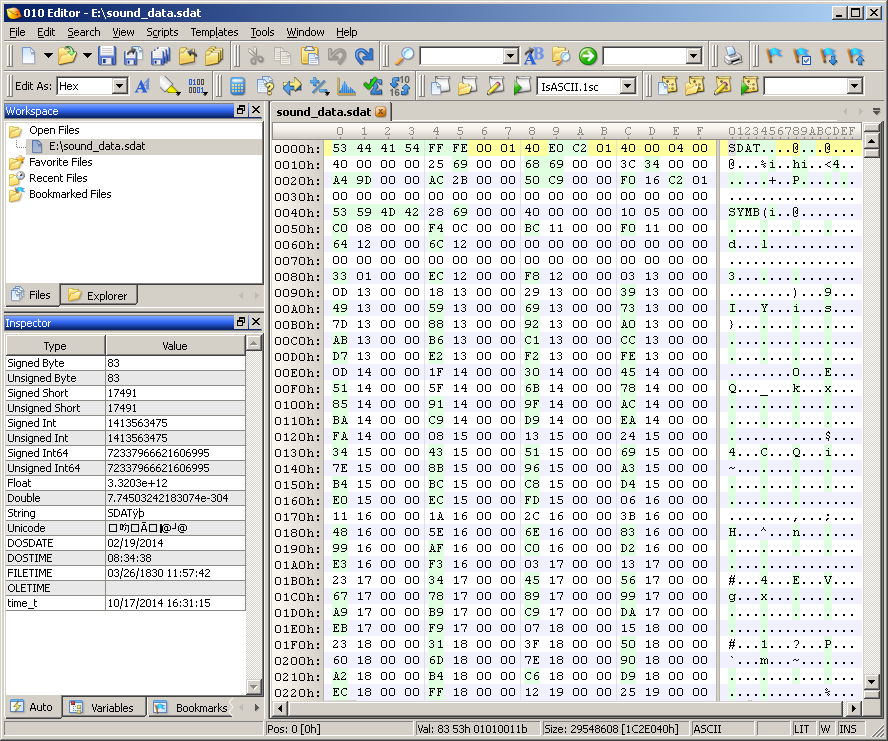 010 Editor - E:\sound_data.sdat
File Edit Search View Scripts Templates Tools Window Help
Edit As: Hex IsASCII.1sc
Workspace
Open Files
E:\sound_data.sdat
Favorite Files
Recent Files
Bookmarked Files
Files Explorer
Inspector
Type Value
Signed Byte 83
Unsigned Byte 83
Signed Short 17491
Unsigned Short 17491
Signed Int 1413563475
Unsigned Int 1413563475
Signed Int64 72337966621606995
Unsigned Int64 72337966621606995
Float 3.3203e+12
Double 7.74503242183074e-304
String SDATÿþ
DOSDATE 02/19/2014
DOSTIME 08:34:38
FILETIME 03/26/1830 11:57:42
OLETIME
time_t 10/17/2014 16:31:15
Auto Variables Bookmarks
sound_data.sdat
0 1 2 3 4 5 6 7 8 9 A B C D E F 0123456789ABCDEF
0000h: 53 44 41 54 FF FE 00 01 40 E0 C2 01 40 00 04 00 SDAT....@...@...
0010h: 40 00 00 00 25 69 00 00 68 69 00 00 3C 34 00 00 @...%i..hi..<4..
0020h: A4 9D 00 00 AC 2B 00 00 50 C9 00 00 F0 16 C2 01 .....+..P.......
0030h: 00 00 00 00 00 00 00 00 00 00 00 00 00 00 00 00 ................
0040h: 53 59 4D 42 28 69 00 00 40 00 00 00 10 05 00 00 SYMB(i..@.......
0050h: C0 08 00 00 F4 0C 00 00 BC 11 00 00 F0 11 00 00 ................
0060h: 64 12 00 00 6C 12 00 00 00 00 00 00 00 00 00 00 d...l...........
0070h: 00 00 00 00 00 00 00 00 00 00 00 00 00 00 00 00 ................
0080h: 33 01 00 00 EC 12 00 00 F8 12 00 00 03 13 00 00 3...............
0090h: 0D 13 00 00 18 13 00 00 29 13 00 00 39 13 00 00 ........)...9...
00A0h: 49 13 00 00 59 13 00 00 69 13 00 00 73 13 00 00 I...Y...i...s...
00B0h: 7D 13 00 00 88 13 00 00 92 13 00 00 A0 13 00 00 }...............
00C0h: AB 13 00 00 B6 13 00 00 C1 13 00 00 CC 13 00 00 ................
00D0h: D7 13 00 00 E2 13 00 00 F2 13 00 00 FE 13 00 00 ................
00E0h: 0D 14 00 00 1F 14 00 00 30 14 00 00 45 14 00 00 ........0...E...
00F0h: 51 14 00 00 5F 14 00 00 6B 14 00 00 78 14 00 00 Q..._...k...x...
0100h: 85 14 00 00 91 14 00 00 9F 14 00 00 AC 14 00 00 ................
0110h: BA 14 00 00 C9 14 00 00 D9 14 00 00 EA 14 00 00 ................
0120h: FA 14 00 00 08 15 00 00 13 15 00 00 24 15 00 00 ............$...
0130h: 34 15 00 00 43 15 00 00 51 15 00 00 69 15 00 00 4...C...Q...i...
0140h: 7E 15 00 00 8B 15 00 00 96 15 00 00 A3 15 00 00 ~...............
0150h: B4 15 00 00 BC 15 00 00 C8 15 00 00 D4 15 00 00 ................
0160h: E0 15 00 00 EC 15 00 00 FD 15 00 00 06 16 00 00 ................
0170h: 11 16 00 00 1A 16 00 00 2C 16 00 00 3B 16 00 00 ........,...;...
0180h: 48 16 00 00 5E 16 00 00 6E 16 00 00 83 16 00 00 H...^...n.......
0190h: 99 16 00 00 AF 16 00 00 C0 16 00 00 D2 16 00 00 ................
01A0h: E3 16 00 00 F3 16 00 00 03 17 00 00 13 17 00 00 ................
01B0h: 23 17 00 00 34 17 00 00 45 17 00 00 56 17 00 00 #...4...E...V...
01C0h: 67 17 00 00 78 17 00 00 89 17 00 00 99 17 00 00 g...x...........
01D0h: A9 17 00 00 B9 17 00 00 C9 17 00 00 DA 17 00 00 ................
01E0h: EB 17 00 00 F9 17 00 00 07 18 00 00 15 18 00 00 ................
01F0h: 23 18 00 00 31 18 00 00 3F 18 00 00 50 18 00 00 #...1...?...P...
0200h: 60 18 00 00 6D 18 00 00 7E 18 00 00 90 18 00 00 `...m...~.......
0210h: A2 18 00 00 B4 18 00 00 C6 18 00 00 D9 18 00 00 ................
0220h: EC 18 00 00 FF 18 00 00 12 19 00 00 25 19 00 00 ............%...
Pos: 0 [0h] Val: 83 53h 01010011b Size: 29548608 [1C2E040h] ASCII LIT W INS